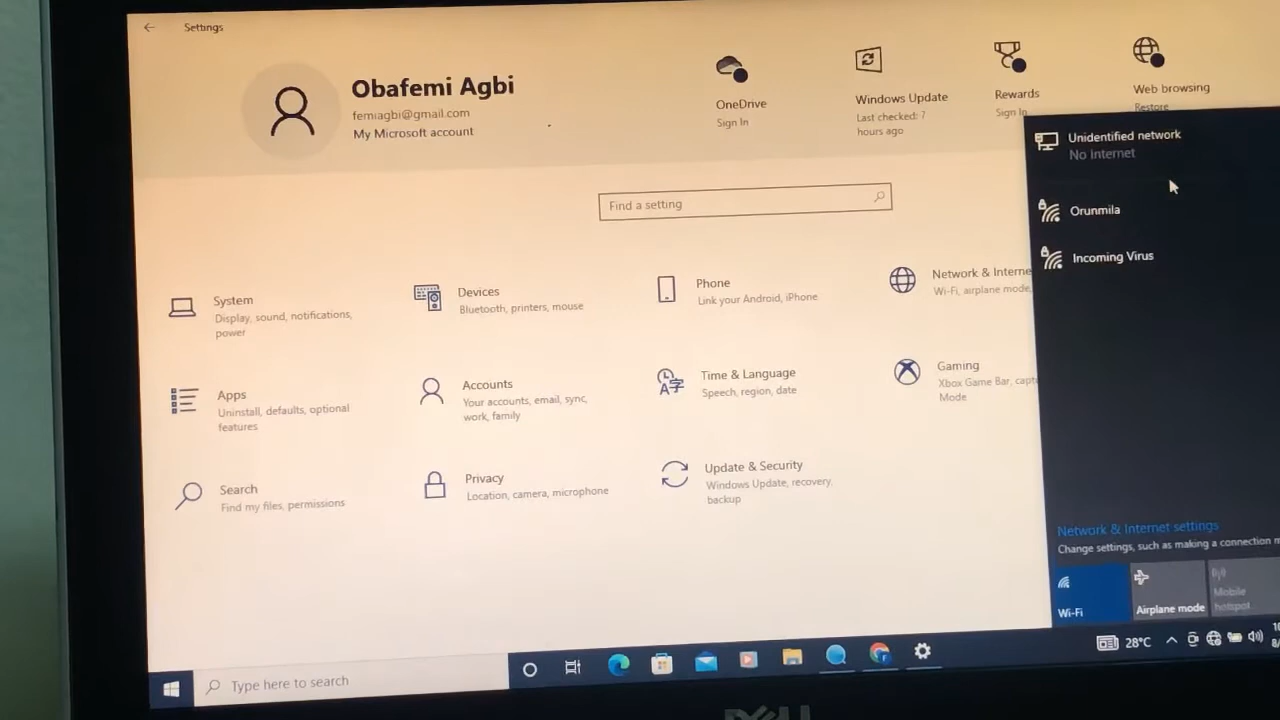 Settings
Obafemi Agbi
femiagbi@gmail.com
My Microsoft account
OneDrive
Sign In
Windows Update
Last checked: 7
hours ago
Rewards
Sign In
Web browsing
Restore
Find a setting
System
Display, sound, notifications,
power
Devices
Bluetooth, printers, mouse
Phone
Link your Android, iPhone
Network & Interne
Wi-Fi, airplane mode,
Apps
Uninstall, defaults, optional
features
Accounts
Your accounts, email, sync,
work, family
Time & Language
Speech, region, date
Gaming
Xbox Game Bar, capt
Mode
Search
Find my files, permissions
Privacy
Location, camera, microphone
Update & Security
Windows Update, recovery,
backup
Unidentified network
No Internet
Orunmila
Incoming Virus
Network & Internet settings
Change settings, such as making a connection m
Wi-Fi
Airplane mode
Mobile
hotspot
Type here to search
28°C
DELL